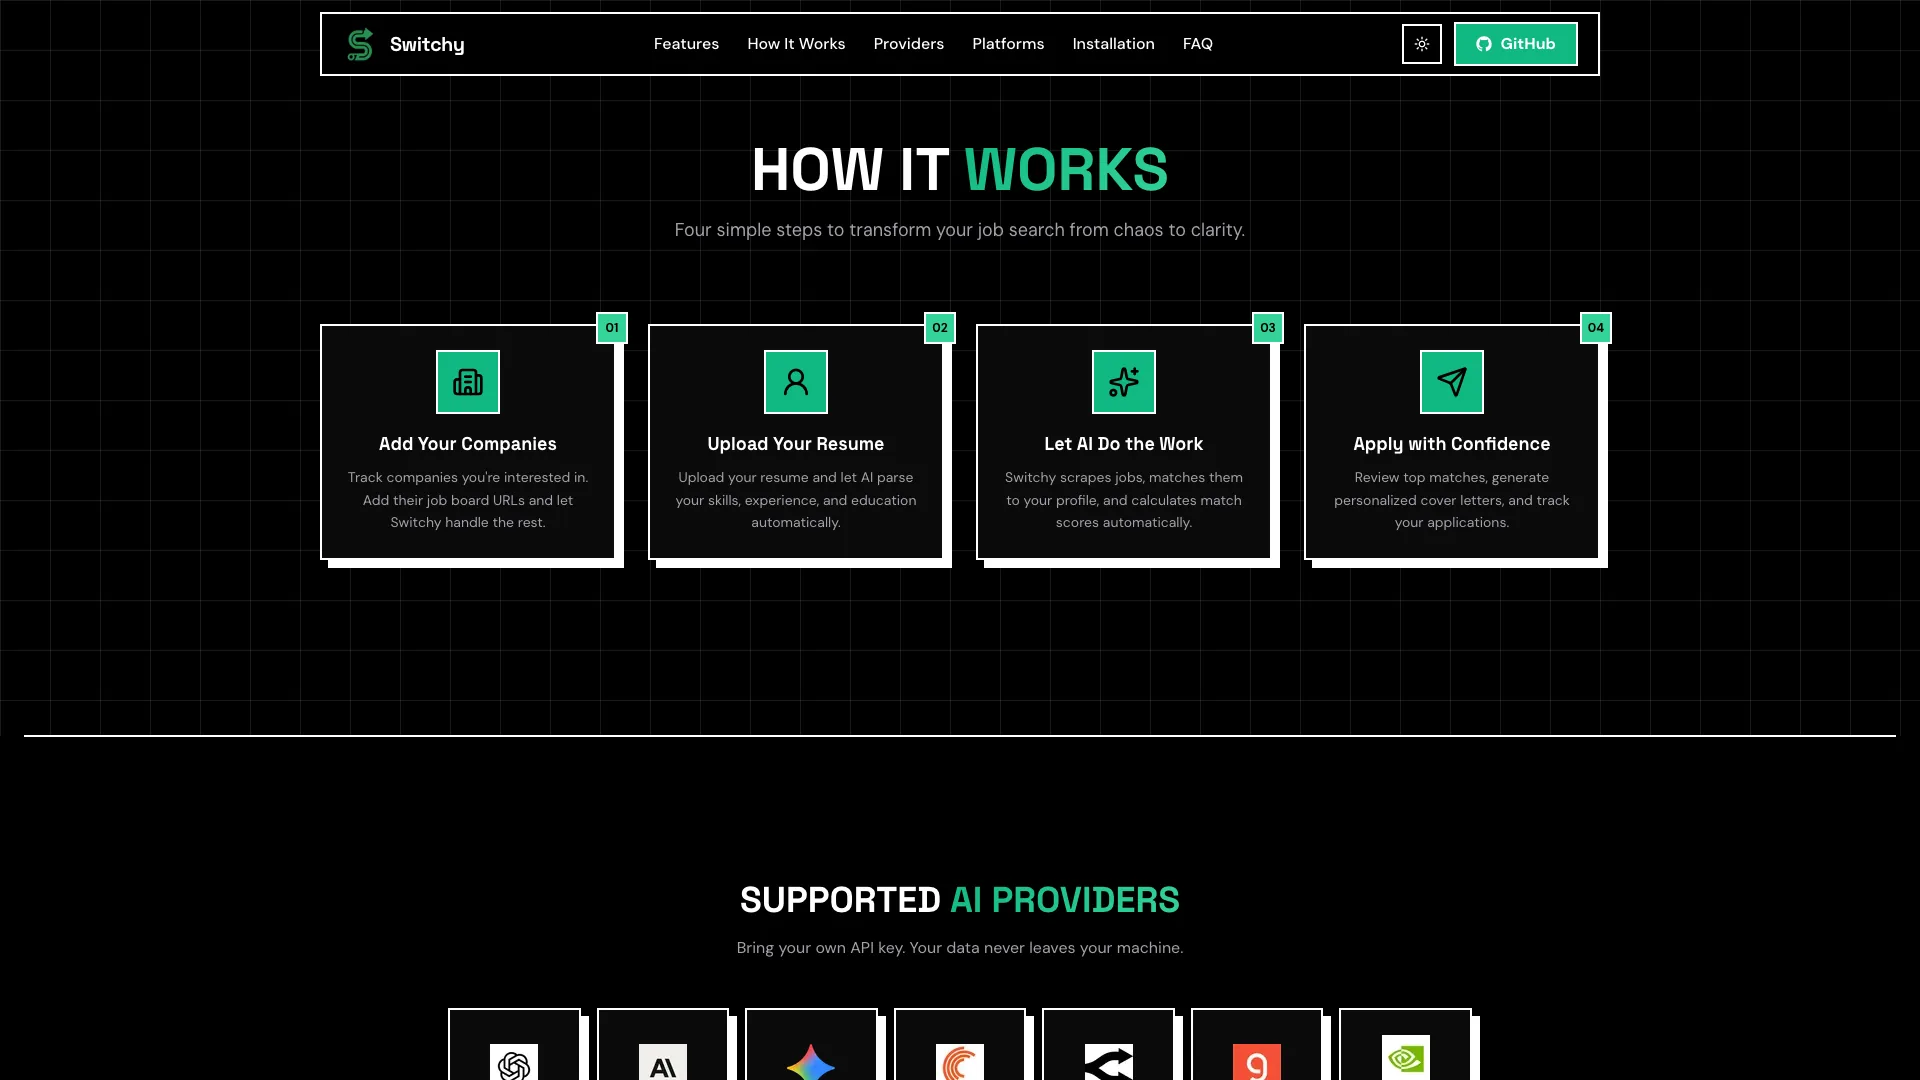 Switchy
Features
How It Works
Providers
Platforms
Installation
FAQ
GitHub
HOW IT WORKS
Four simple steps to transform your job search from chaos to clarity.
01
Add Your Companies
Track companies you're interested in.
Add their job board URLs and let
Switchy handle the rest.
02
Upload Your Resume
Upload your resume and let AI parse
your skills, experience, and education
automatically.
03
Let AI Do the Work
Switchy scrapes jobs, matches them
to your profile, and calculates match
scores automatically.
04
Apply with Confidence
Review top matches, generate
personalized cover letters, and track
your applications.
SUPPORTED AI PROVIDERS
Bring your own API key. Your data never leaves your machine.